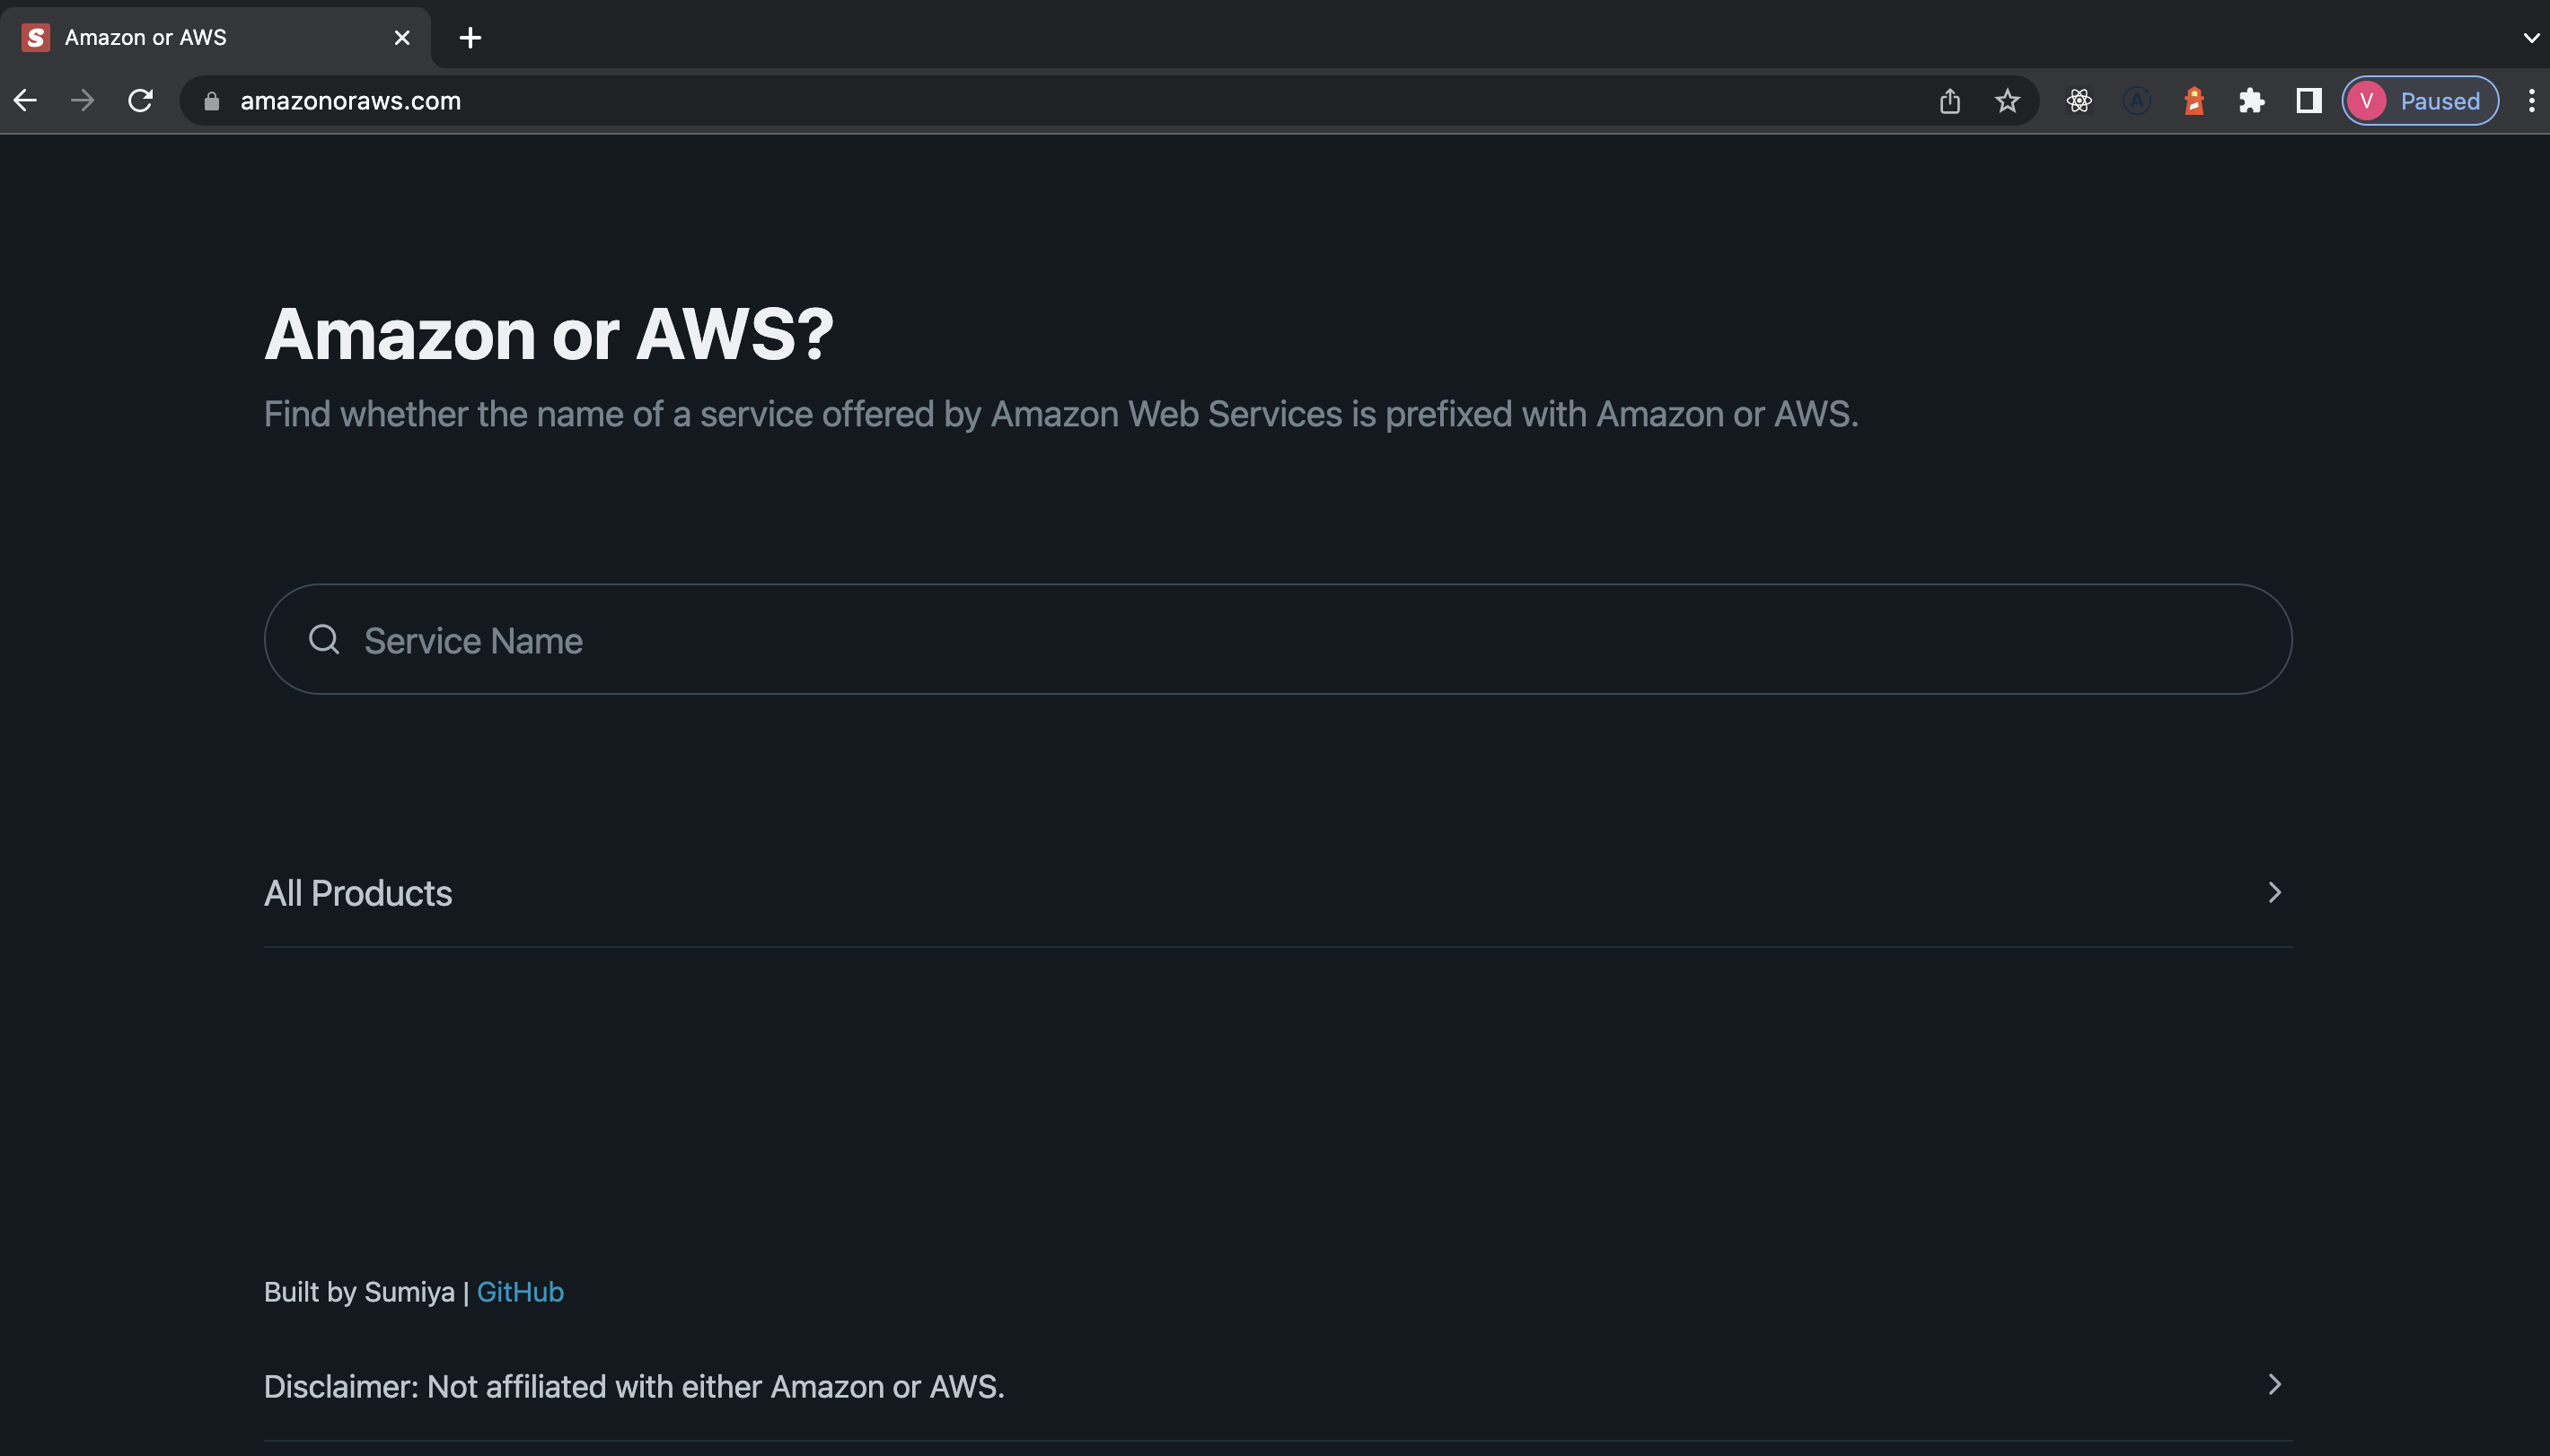 S Amazon or AWS
amazonoraws.com
A
V Paused
Amazon or AWS?
Find whether the name of a service offered by Amazon Web Services is prefixed with Amazon or AWS.
Service Name
All Products
Built by Sumiya | GitHub
Disclaimer: Not affiliated with either Amazon or AWS.